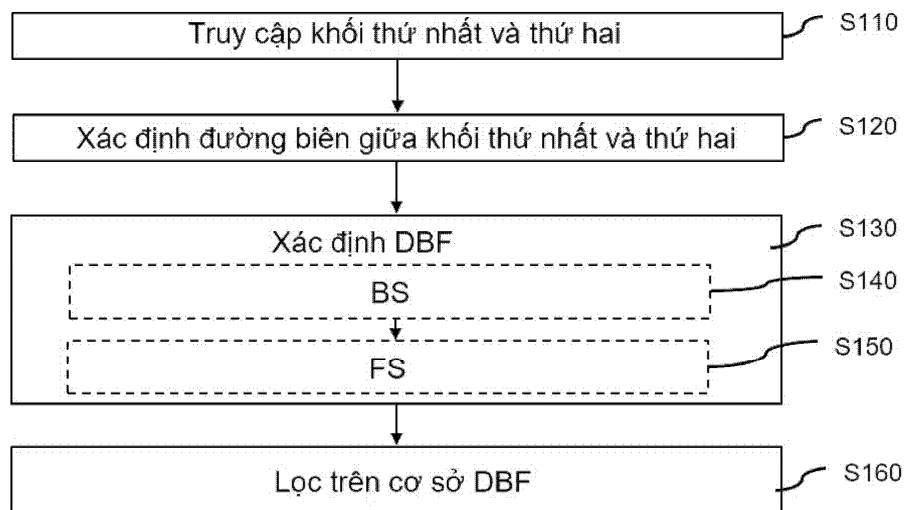 Truy cập khối thứ nhất và thứ hai
S110
Xác định đường biên giữa khối thứ nhất và thứ hai
S120
Xác định DBF
S130
BS
S140
FS
S150
Lọc trên cơ sở DBF
S160